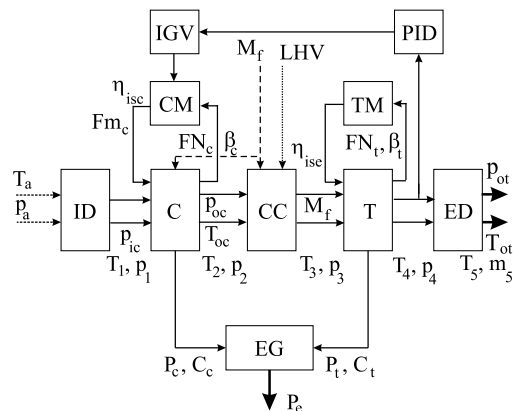 IGV
M_f
LHV
PID
η_isc
CM
TM
Fm_c
FN_c
β_c
η_ise
FN_t, β_t
T_a
p_a
ID
C
p_oc
T_oc
CC
M_f
T
ED
p_ot
T_ot
p_ic
T_1, p_1
T_2, p_2
T_3, p_3
T_4, p_4
T_5, m_5
P_c, C_c
EG
P_t, C_t
P_e